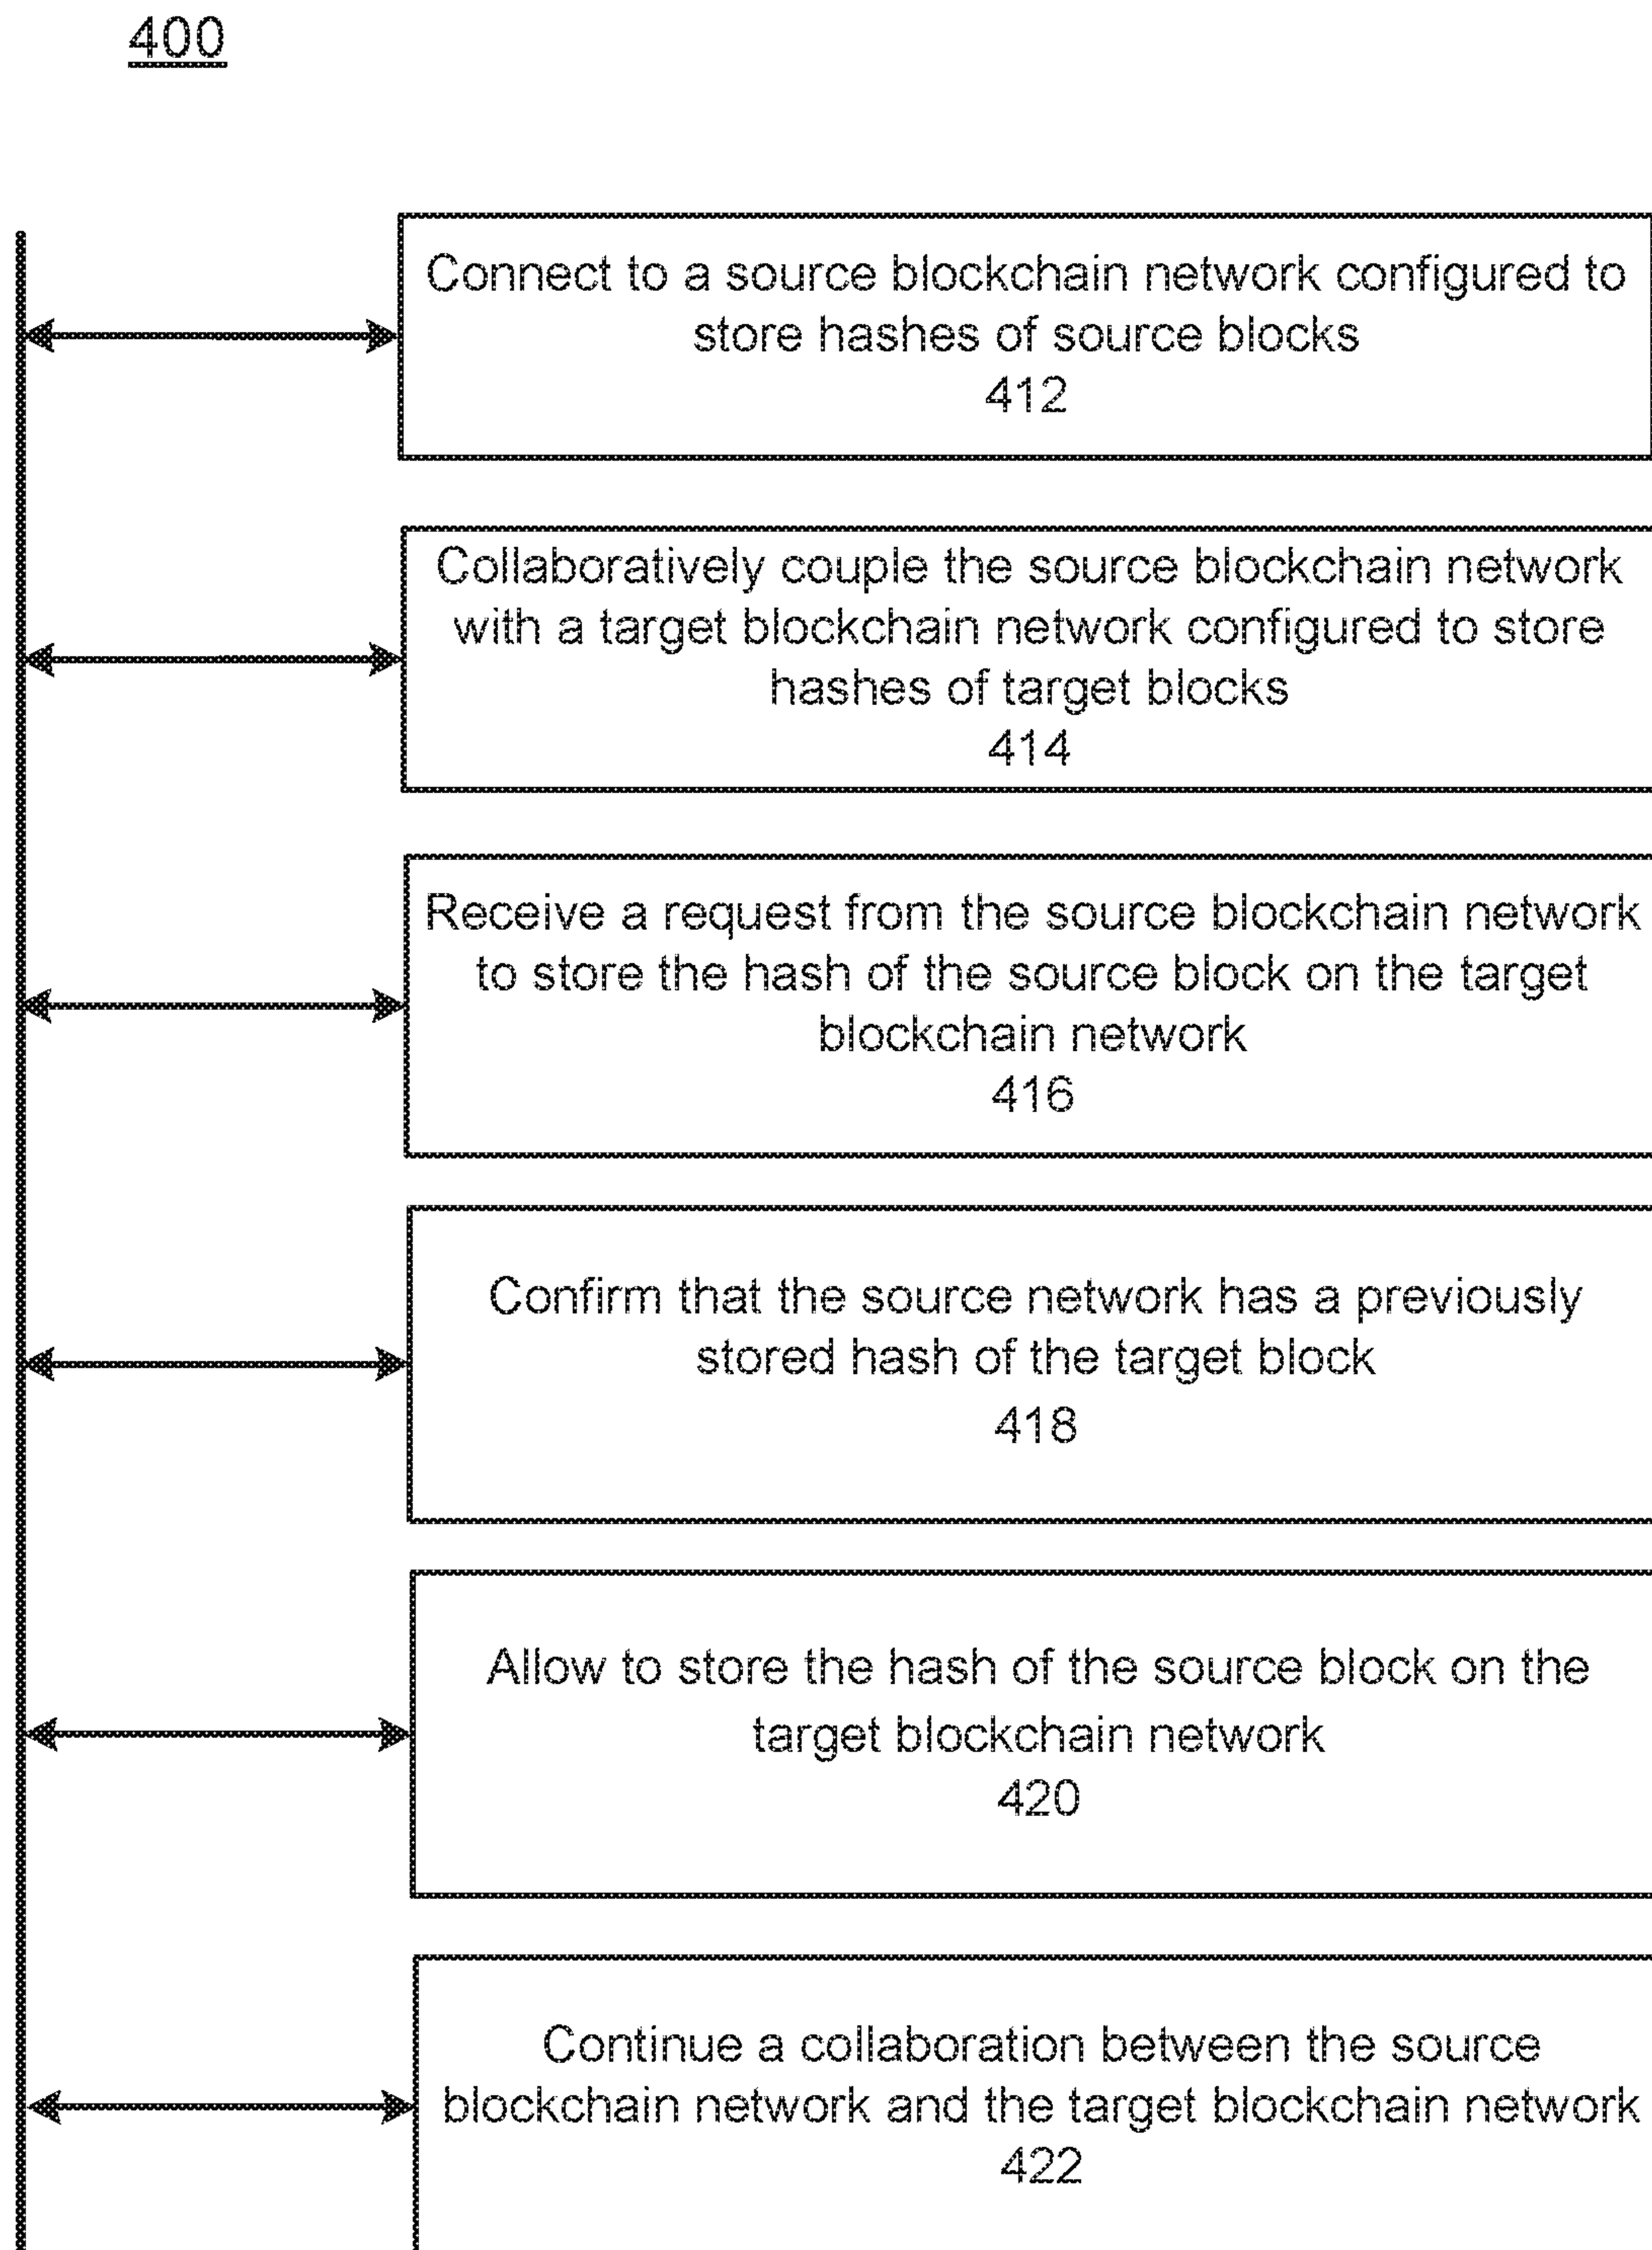 400
Connect to a source blockchain network configured to
store hashes of source blocks
412
Collaboratively couple the source blockchain network
with a target blockchain network configured to store
hashes of target blocks
414
Receive a request from the source blockchain network
to store the hash of the source block on the target
blockchain network
416
Confirm that the source network has a previously
stored hash of the target block
418
Allow to store the hash of the source block on the
target blockchain network
420
Continue a collaboration between the source
blockchain network and the target blockchain network
422